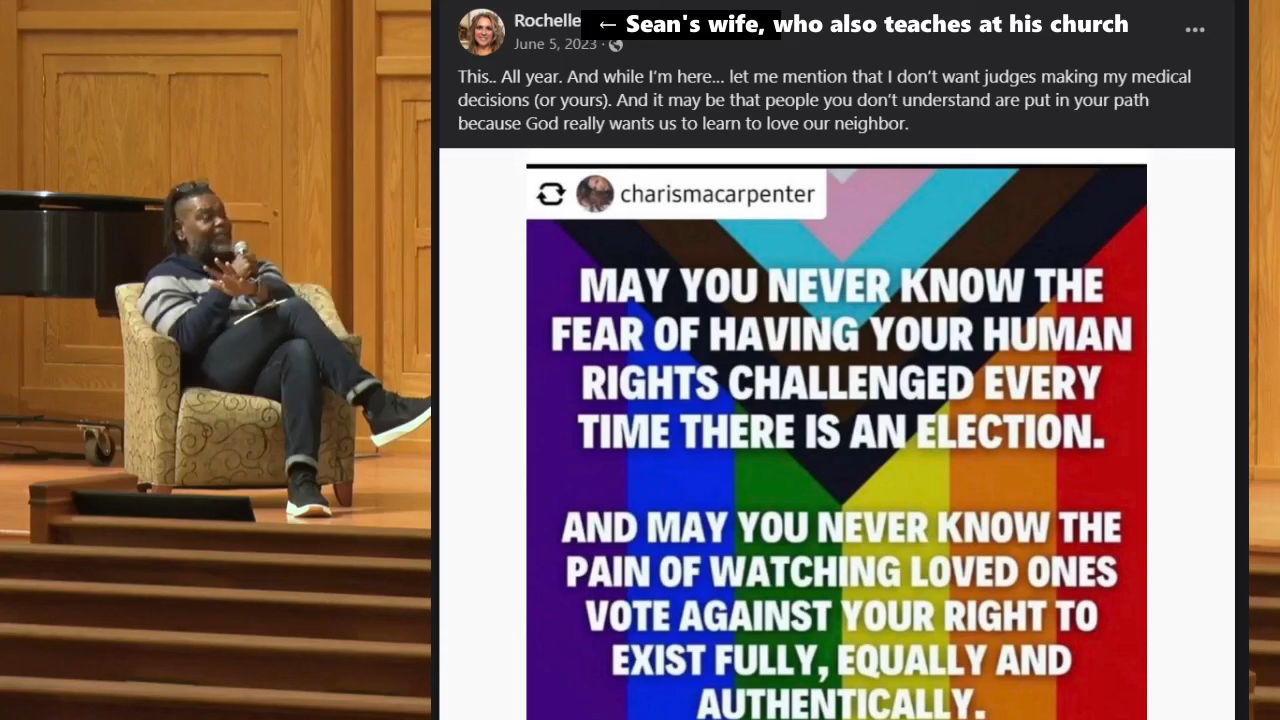 Rochelle
← Sean's wife, who also teaches at his church
June 5, 2023 ·
This.. All year. And while I'm here... let me mention that I don't want judges making my medical
decisions (or yours). And it may be that people you don't understand are put in your path
because God really wants us to learn to love our neighbor.
charismacarpenter
MAY YOU NEVER KNOW THE
FEAR OF HAVING YOUR HUMAN
RIGHTS CHALLENGED EVERY
TIME THERE IS AN ELECTION.
AND MAY YOU NEVER KNOW THE
PAIN OF WATCHING LOVED ONES
VOTE AGAINST YOUR RIGHT TO
EXIST FULLY, EQUALLY AND
AUTHENTICALLY.